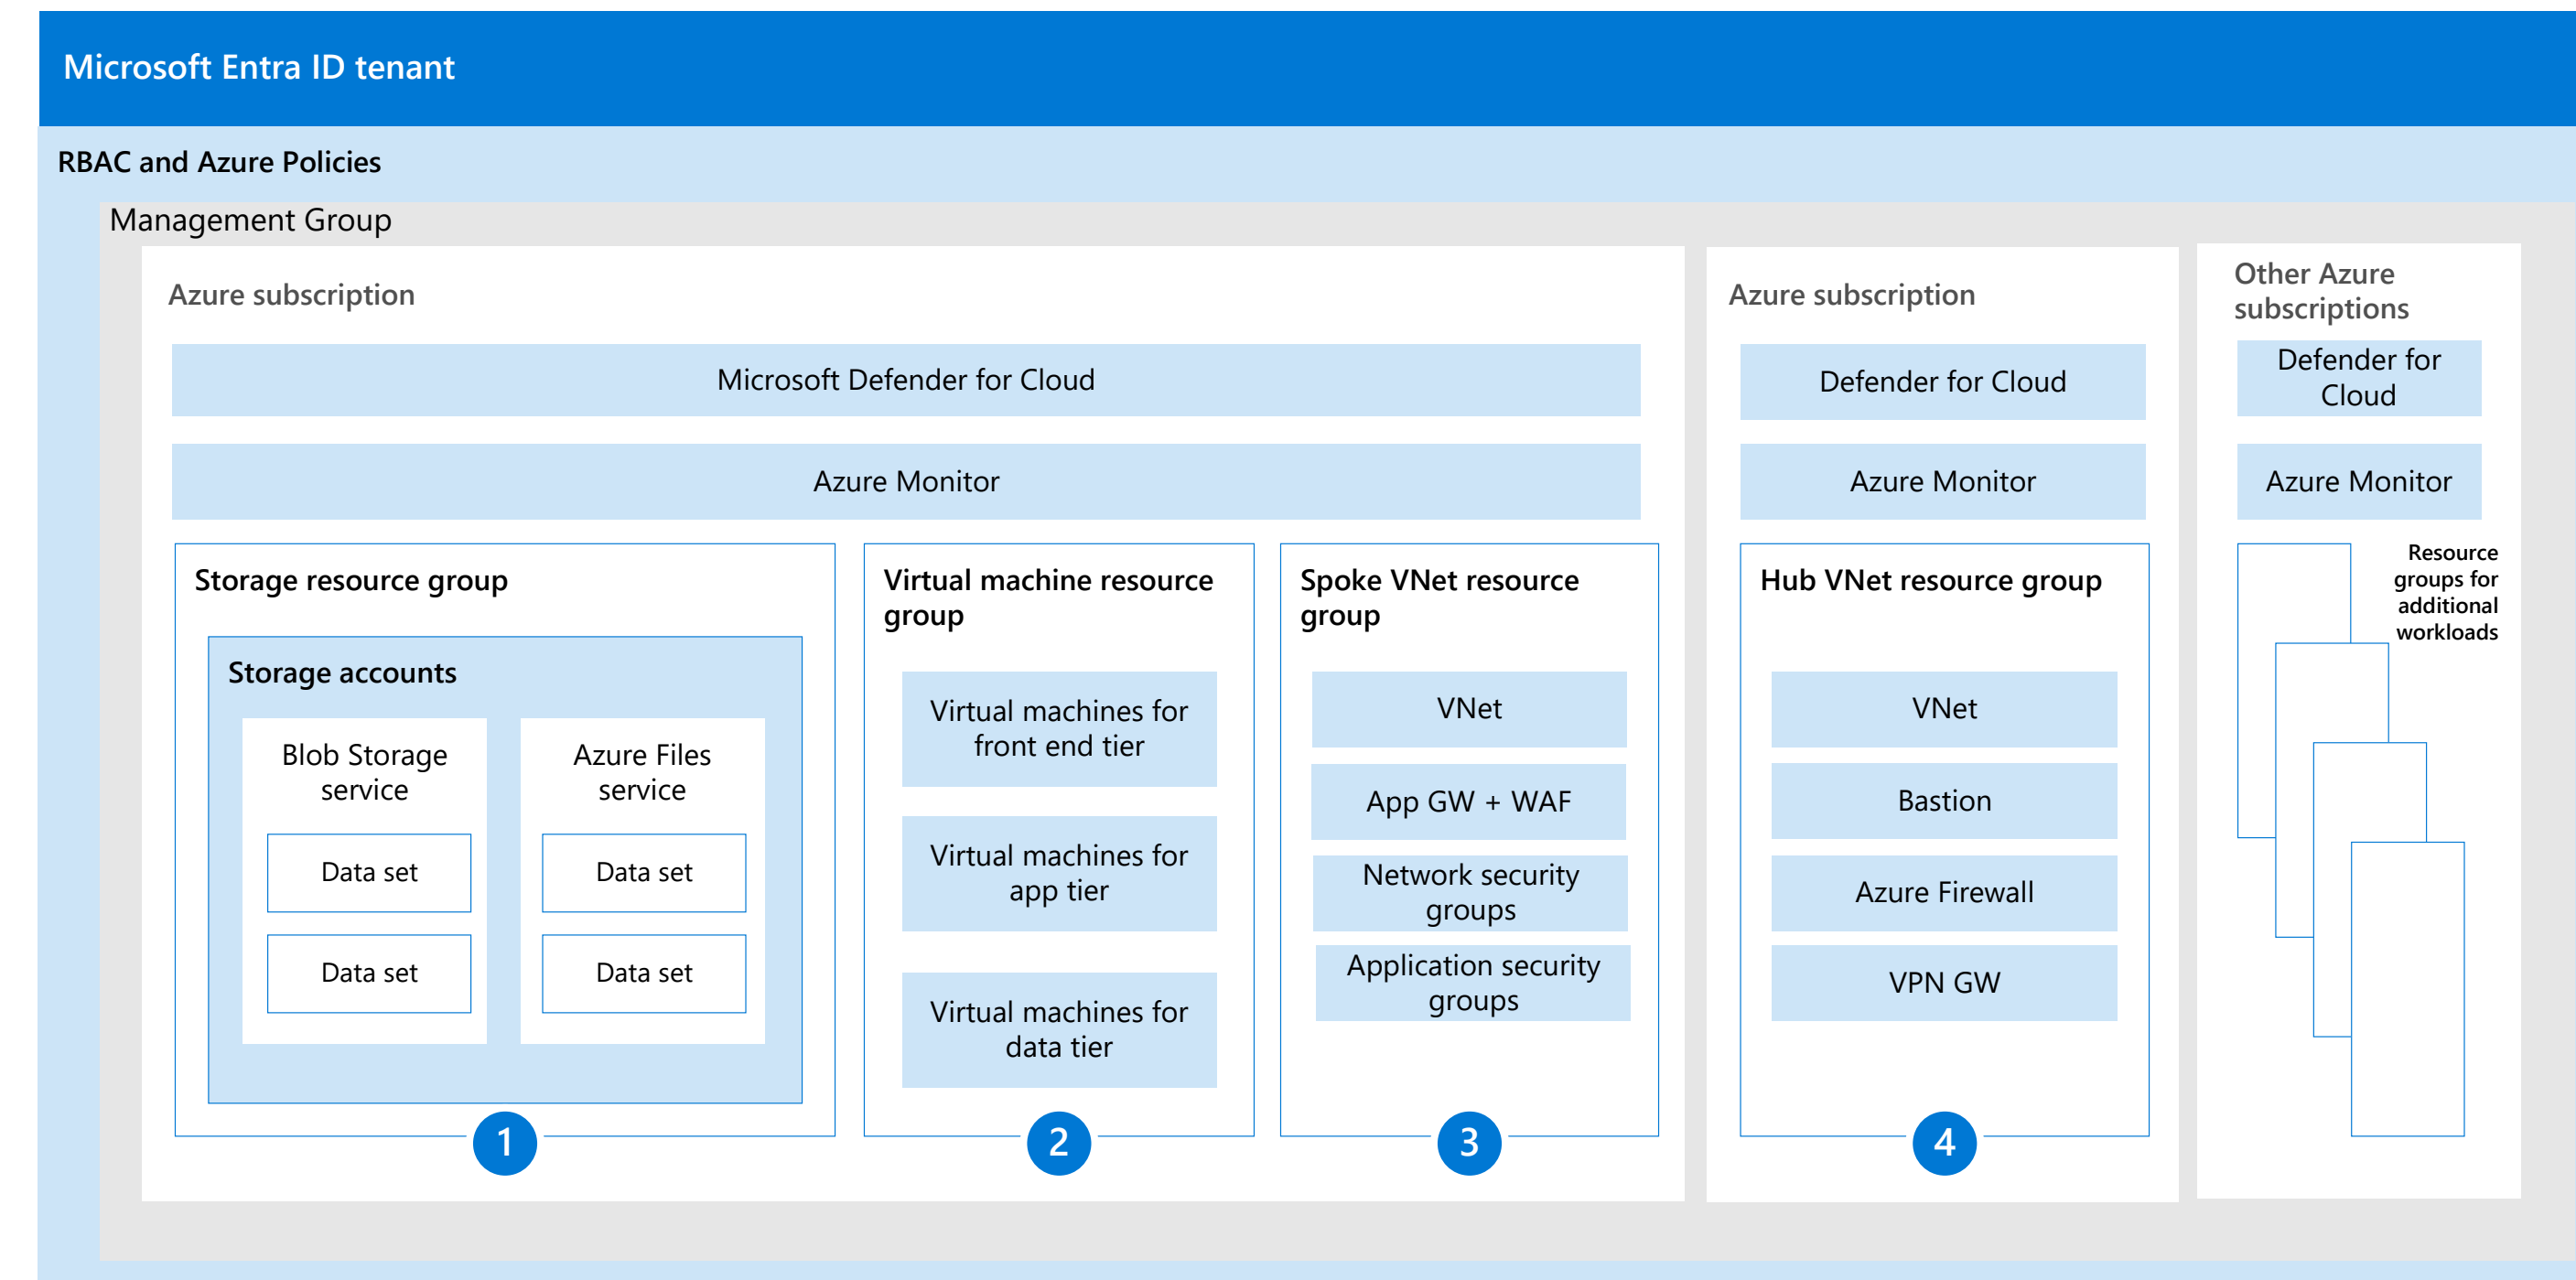 Microsoft Entra ID tenant
RBAC and Azure Policies
Management Group
Azure subscription
Microsoft Defender for Cloud
Azure Monitor
Storage resource group
Storage accounts
Blob Storage
service
Data set
Data set
Azure Files
service
Data set
Data set
1
Virtual machine resource
group
Virtual machines for
front end tier
Virtual machines for
app tier
Virtual machines for
data tier
2
Spoke VNet resource
group
VNet
App GW + WAF
Network security
groups
Application security
groups
3
Azure subscription
Defender for Cloud
Azure Monitor
Hub VNet resource group
VNet
Bastion
Azure Firewall
VPN GW
4
Other Azure
subscriptions
Defender for
Cloud
Azure Monitor
Resource
groups for
additional
workloads